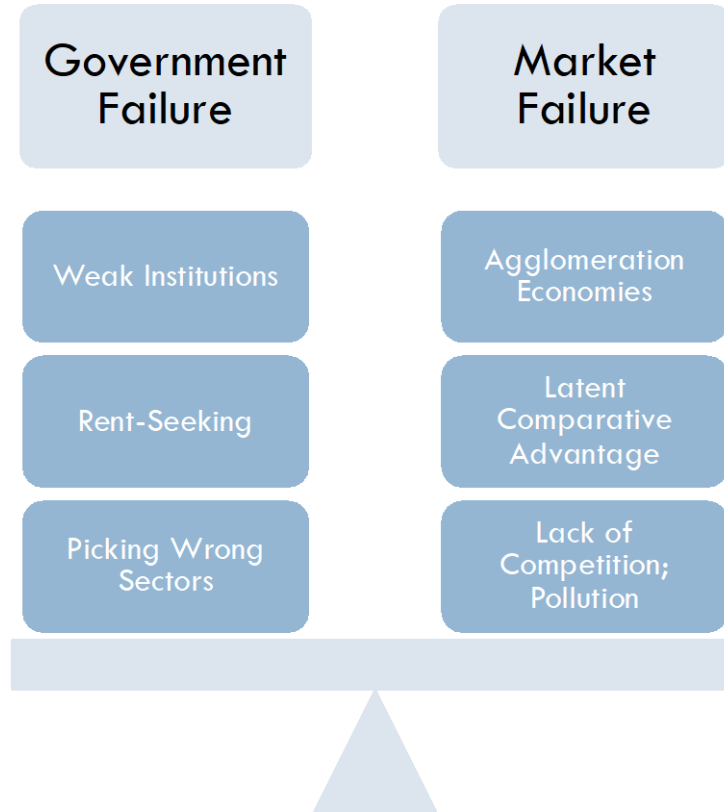 Government
Failure
Market
Failure
Weak Institutions
Rent-Seeking
Picking Wrong
Sectors
Agglomeration
Economies
Latent
Comparative
Advantage
Lack of
Competition;
Pollution